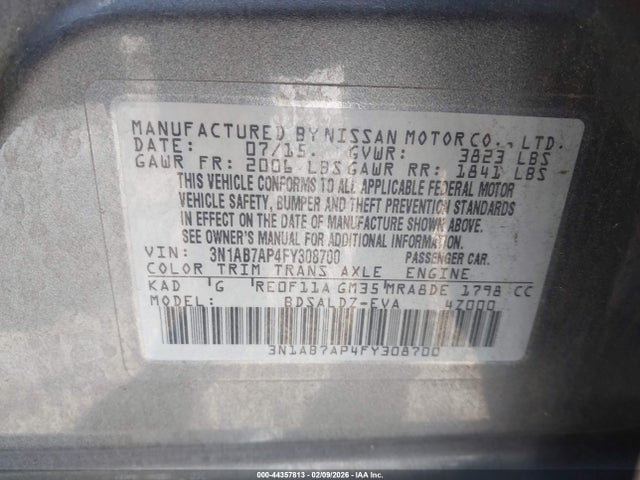 MANUFACTURED BY NISSAN MOTOR CO., LTD.
DATE: 07/15. GVWR: 3823 LBS
GAWR FR: 2006 LBS GAWR RR: 1841 LBS
THIS VEHICLE CONFORMS TO ALL APPLICABLE FEDERAL MOTOR
VEHICLE SAFETY, BUMPER AND THEFT PREVENTION STANDARDS
IN EFFECT ON THE DATE OF MANUFACTURE SHOWN ABOVE.
SEE OWNER'S MANUAL FOR ADDITIONAL INFORMATION.
VIN: 3N1AB7AP4FY308700 PASSENGER CAR.
COLOR TRIM TRANS AXLE ENGINE
KAD G RE0F11A GM35 MRA8DE 1798 CC
MODEL: BDSALDZ-EVA 4Z000
3N1AB7AP4FY308700
000-44357813 - 02/09/2026 - IAA Inc.